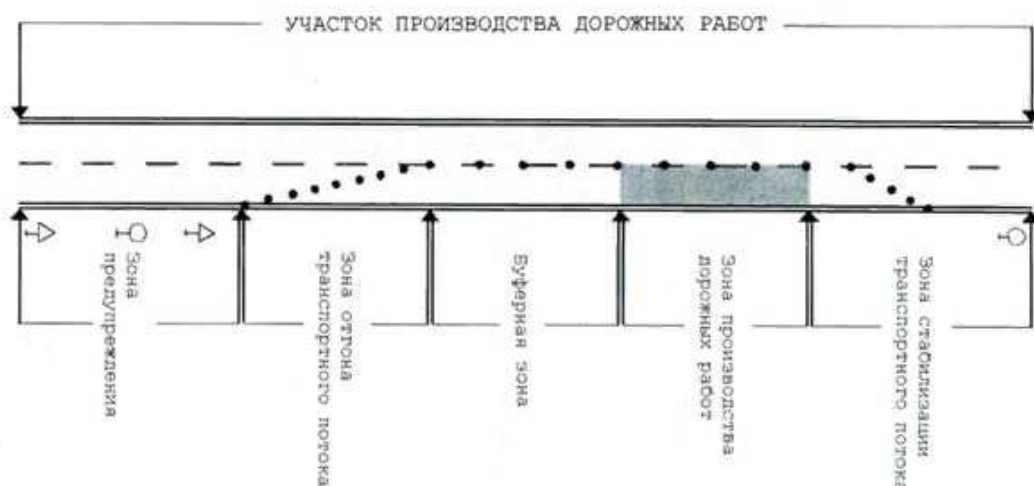 УЧАСТОК ПРОИЗВОДСТВА ДОРОЖНЫХ РАБОТ
Зона
предупреждения
Зона отгона
транспортного потока
Буферная зона
Зона производства
дорожных работ
Зона стабилизации
транспортного потока